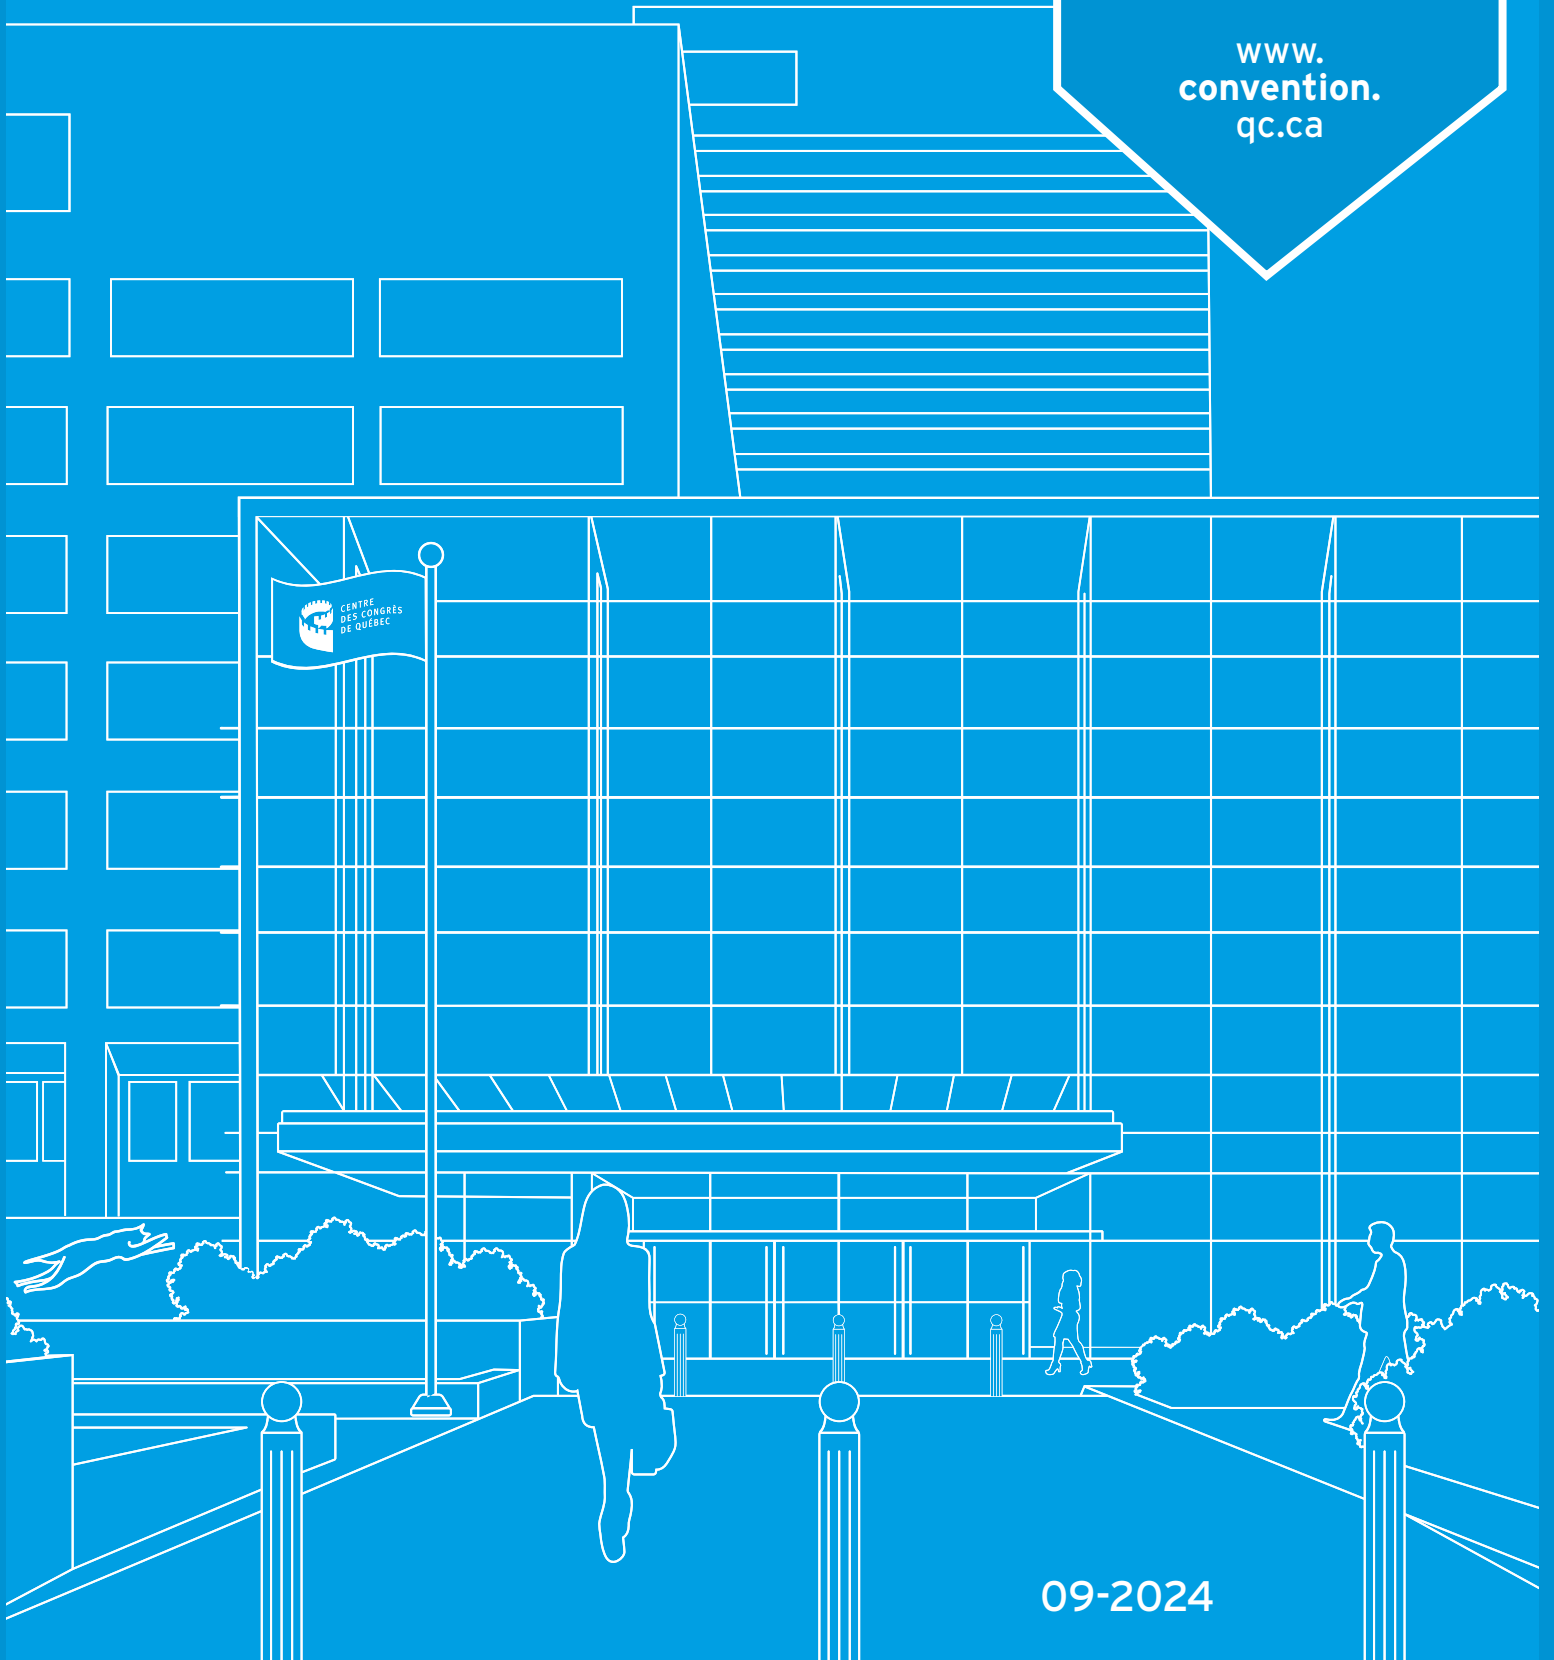 www.
convention.
qc.ca
CENTRE
DES CONGRÈS
DE QUÉBEC
09-2024